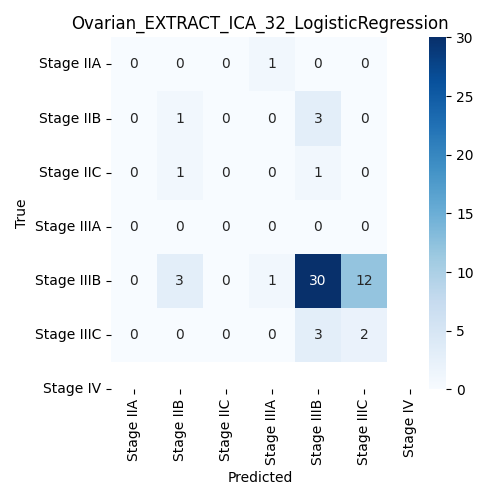 Ovarian_EXTRACT_ICA_32_LogisticRegression
True
Stage IIA 0 0 0 1 0 0
Stage IIB 0 1 0 0 3 0
Stage IIC 0 1 0 0 1 0
Stage IIIA 0 0 0 0 0 0
Stage IIIB 0 3 0 1 30 12
Stage IIIC 0 0 0 0 3 2
Stage IV
Stage IIA
Stage IIB
Stage IIC
Stage IIIA
Stage IIIB
Stage IIIC
Stage IV
Predicted
30
25
20
15
10
5
0